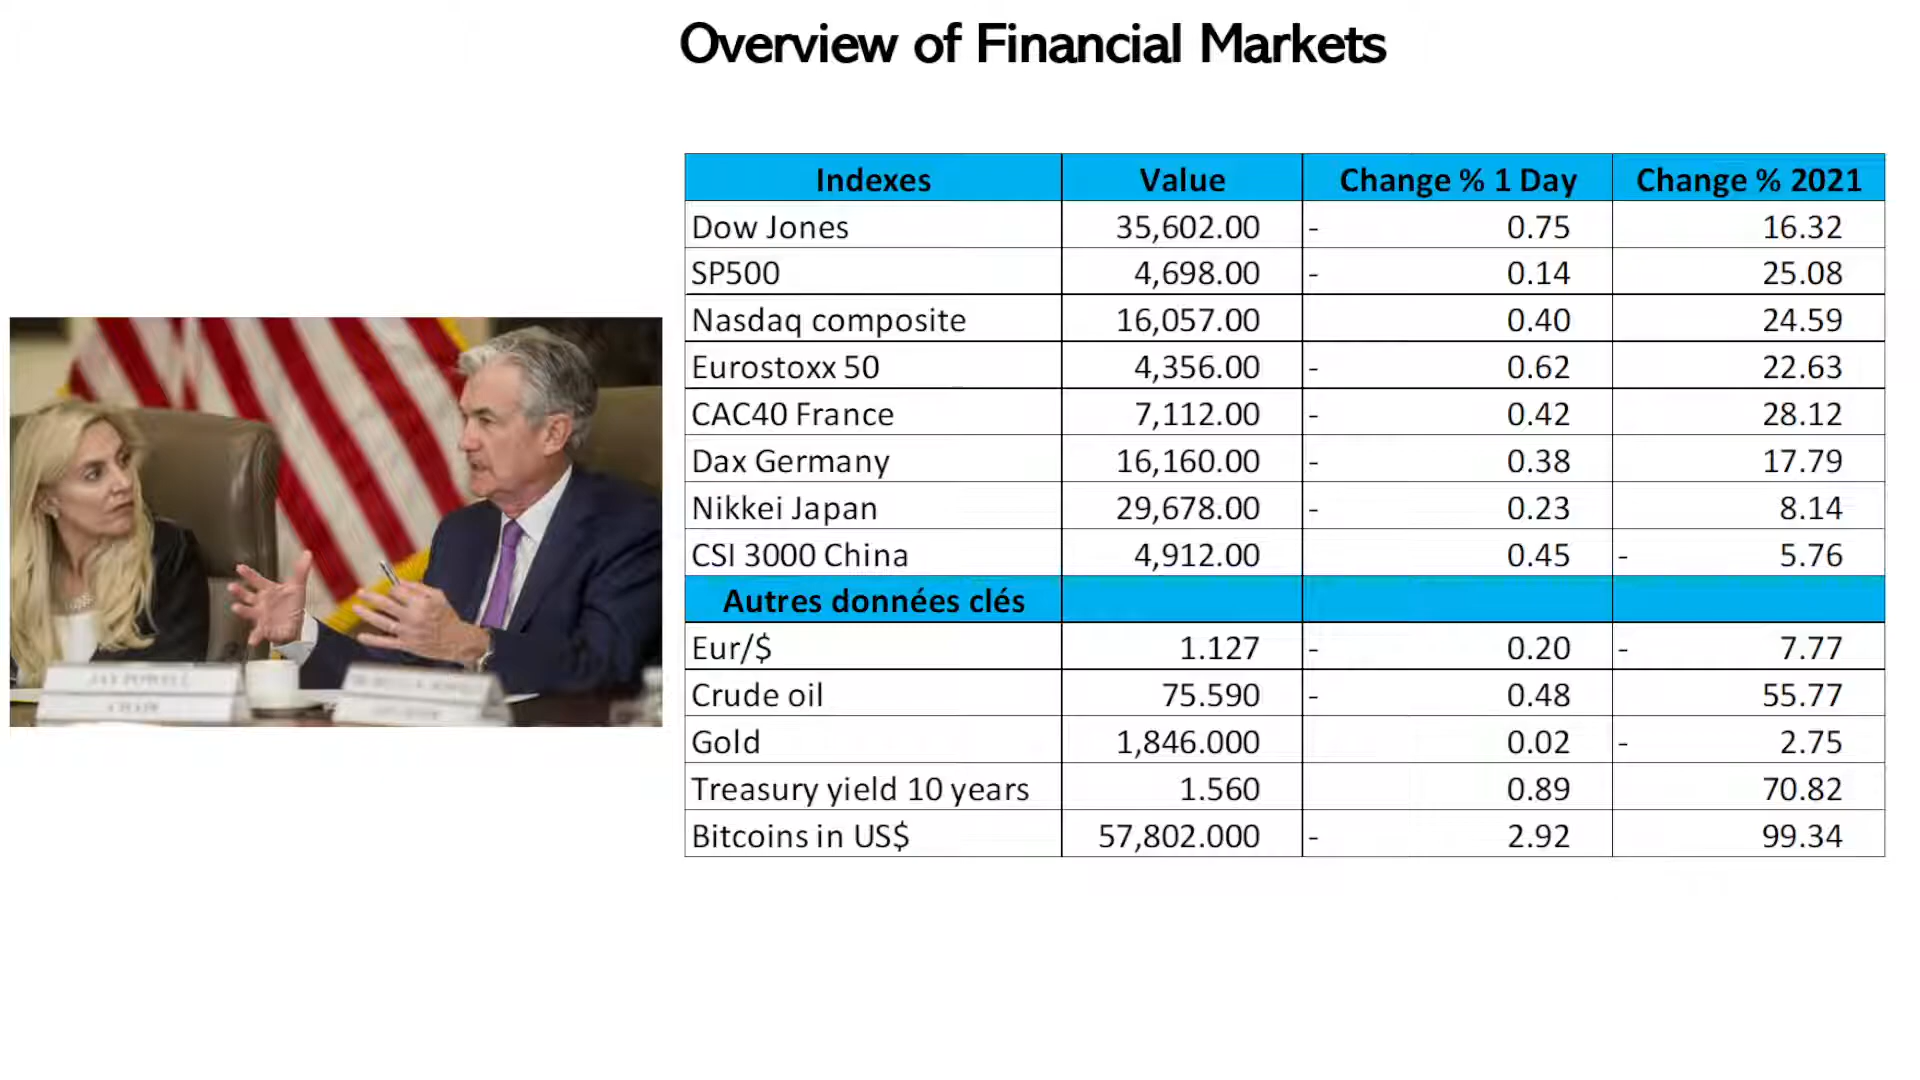 Overview of Financial Markets
Indexes Value Change % 1 Day Change % 2021
Dow Jones 35,602.00 - 0.75 16.32
SP500 4,698.00 - 0.14 25.08
Nasdaq composite 16,057.00 0.40 24.59
Eurostoxx 50 4,356.00 - 0.62 22.63
CAC40 France 7,112.00 - 0.42 28.12
Dax Germany 16,160.00 - 0.38 17.79
Nikkei Japan 29,678.00 - 0.23 8.14
CSI 3000 China 4,912.00 0.45 - 5.76
Autres données clés
Eur/$ 1.127 - 0.20 - 7.77
Crude oil 75.590 - 0.48 55.77
Gold 1,846.000 0.02 - 2.75
Treasury yield 10 years 1.560 0.89 70.82
Bitcoins in US$ 57,802.000 - 2.92 99.34
JAY POWELL
CHAIR